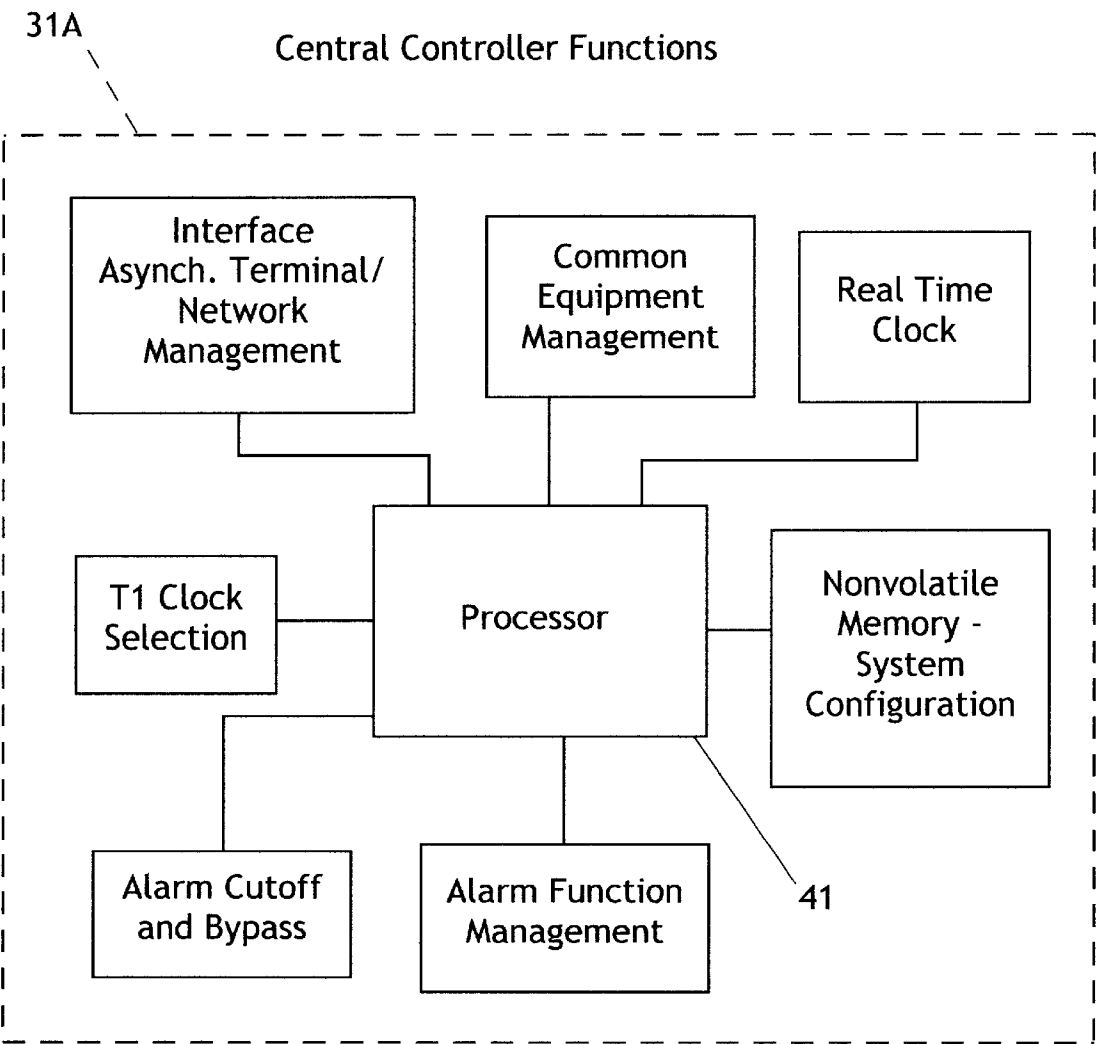 31A
Central Controller Functions
Interface
Asynch. Terminal/
Network
Management
Common
Equipment
Management
Real Time
Clock
T1 Clock
Selection
Processor
Nonvolatile
Memory -
System
Configuration
Alarm Cutoff
and Bypass
Alarm Function
Management
41